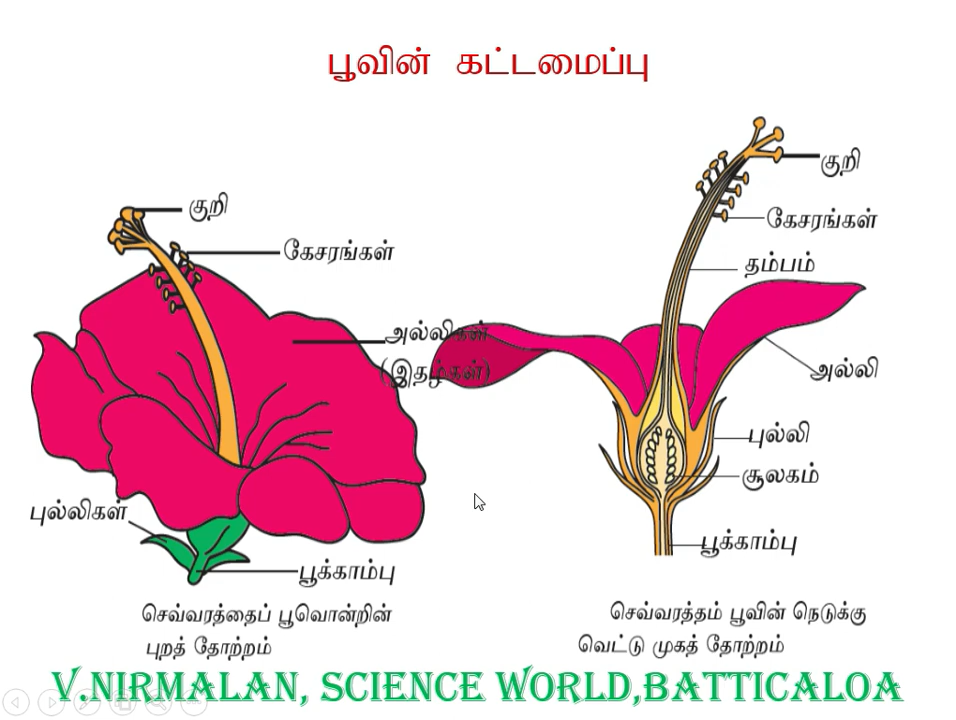 பூவின் கட்டமைப்பு
குறி
கேசரங்கள்
அல்லிகள்
(இதழ்கள்)
புல்லிகள்
பூக்காம்பு
செவ்வரத்தைப் பூவொன்றின்
புறத் தோற்றம்
குறி
கேசரங்கள்
தம்பம்
அல்லி
புல்லி
சூலகம்
பூக்காம்பு
செவ்வரத்தம் பூவின் நெடுக்கு
வெட்டு முகத் தோற்றம்
V.NIRMALAN, SCIENCE WORLD,BATTICALOA